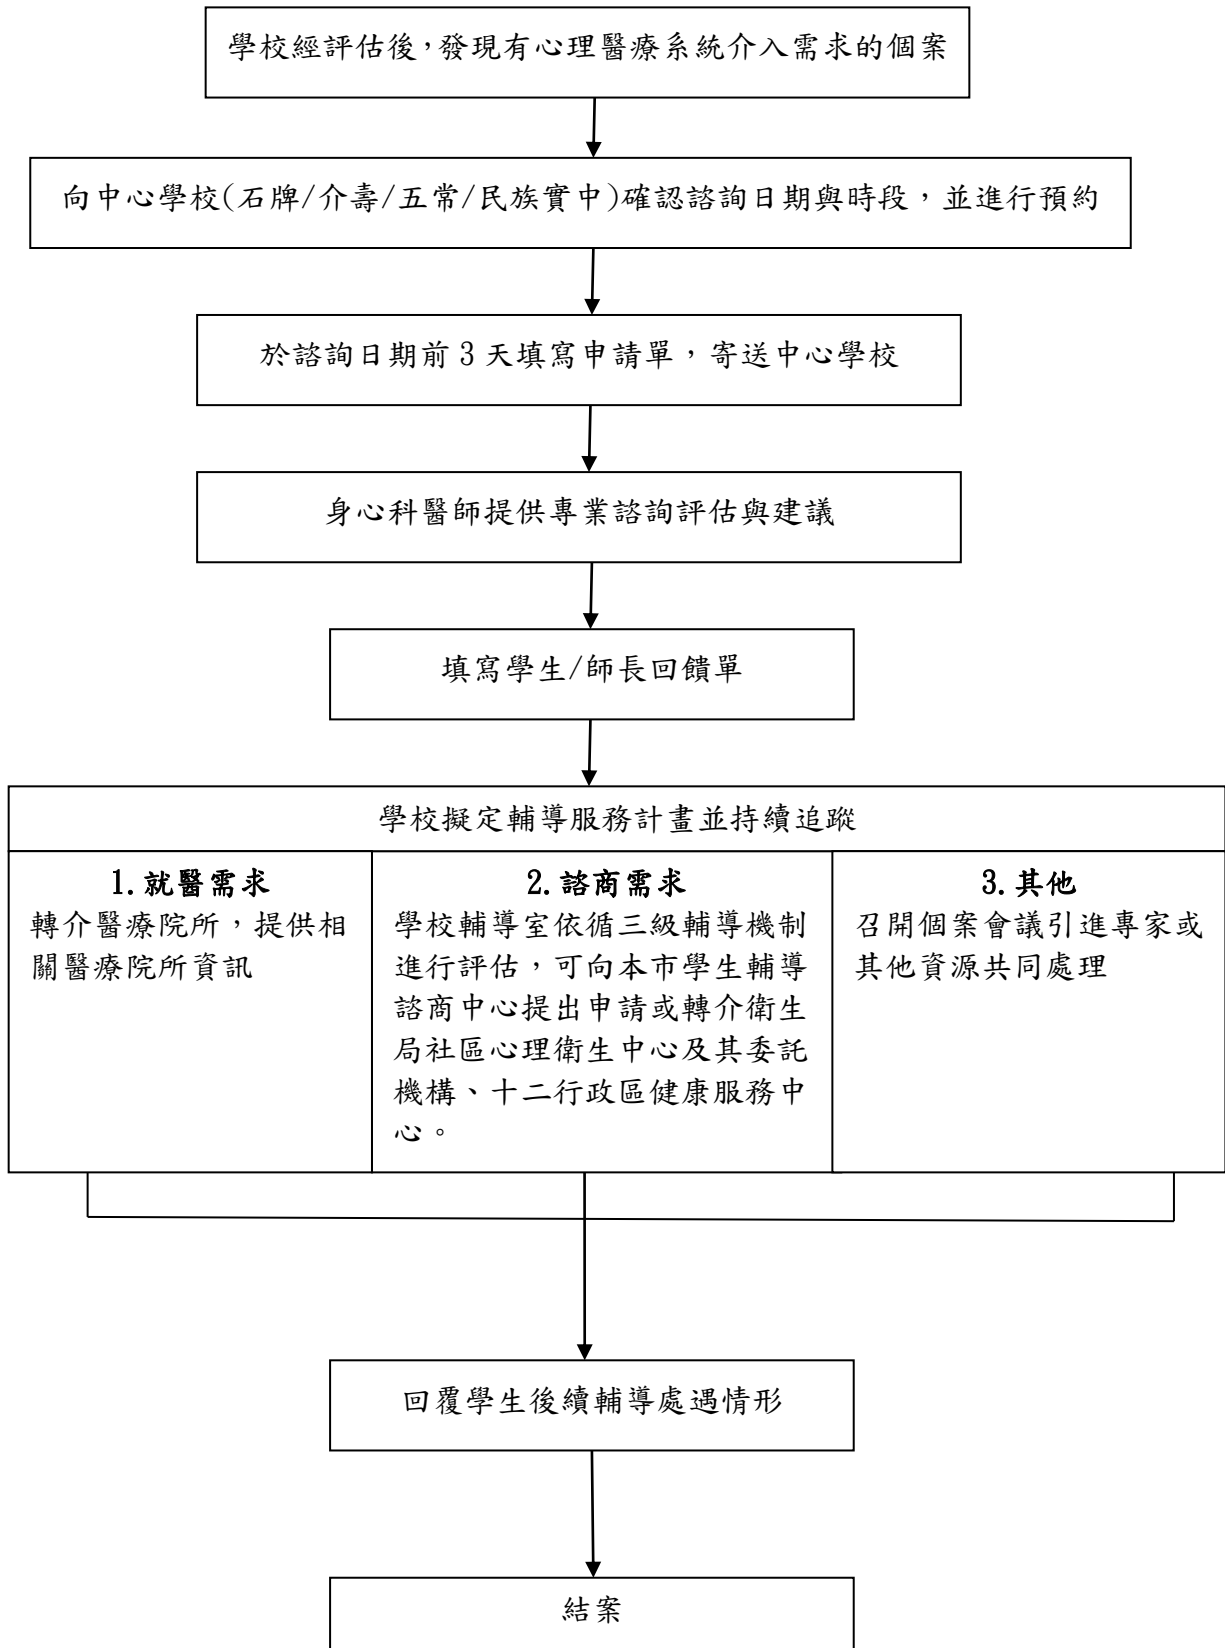 學校經評估後，發現有心理醫療系統介入需求的個案
向中心學校(石牌/介壽/五常/民族實中)確認諮詢日期與時段，並進行預約
於諮詢日期前3天填寫申請單，寄送中心學校
身心科醫師提供專業諮詢評估與建議
填寫學生/師長回饋單
學校擬定輔導服務計畫並持續追蹤
1.就醫需求
轉介醫療院所，提供相
關醫療院所資訊
2.諮商需求
學校輔導室依循三級輔導機制
進行評估，可向本市學生輔導
諮商中心提出申請或轉介衛生
局社區心理衛生中心及其委託
機構、十二行政區健康服務中
心。
3.其他
召開個案會議引進專家或
其他資源共同處理
回覆學生後續輔導處遇情形
結案